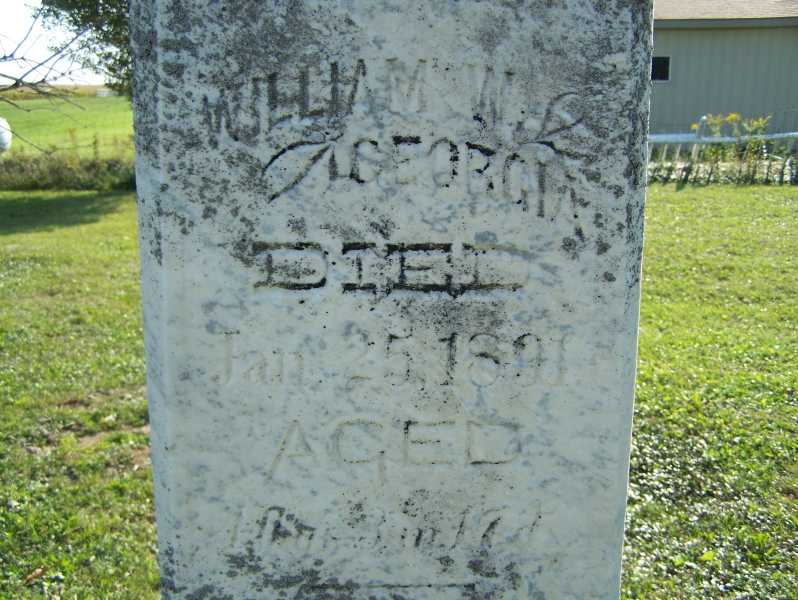 WILLIAM W. &
GEORGIA
DIED
Jan. 25, 1891
AGED